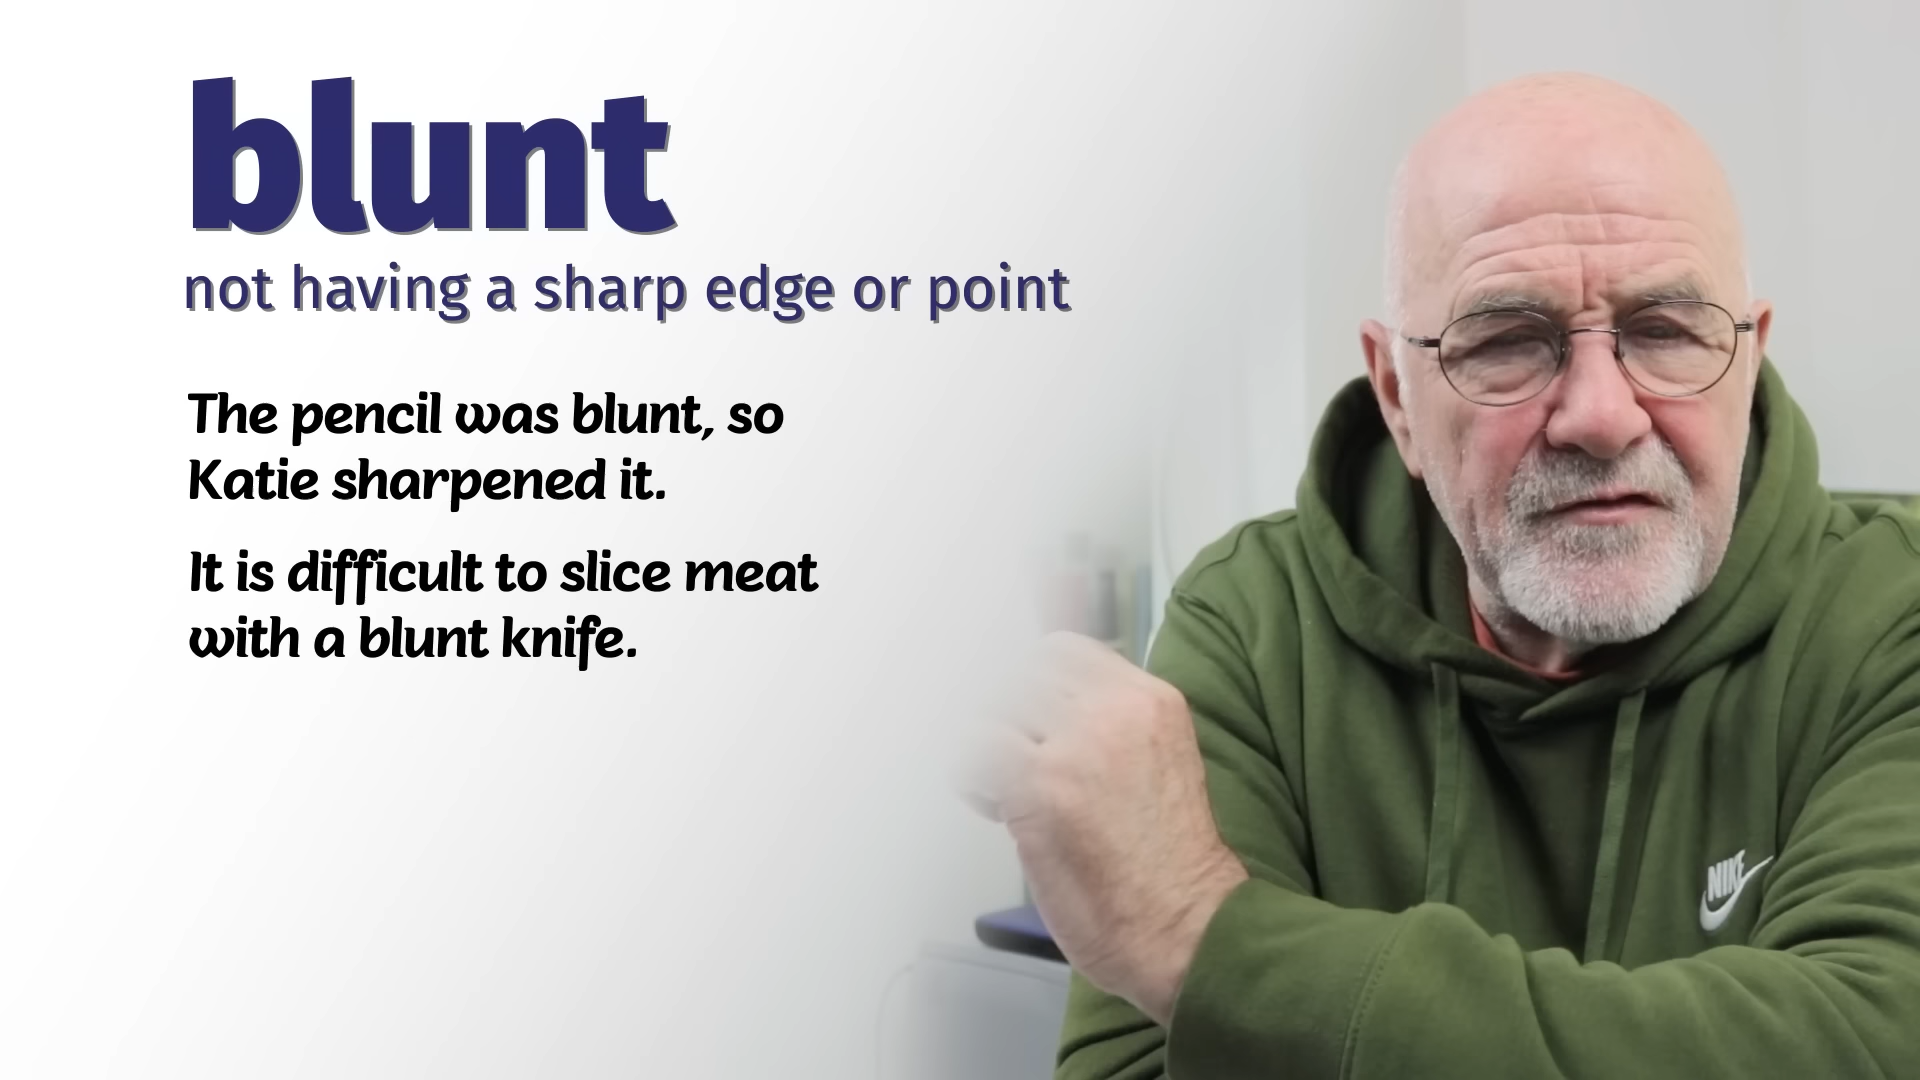 blunt
not having a sharp edge or point
The pencil was blunt, so
Katie sharpened it.
It is difficult to slice meat
with a blunt knife.
NIKE